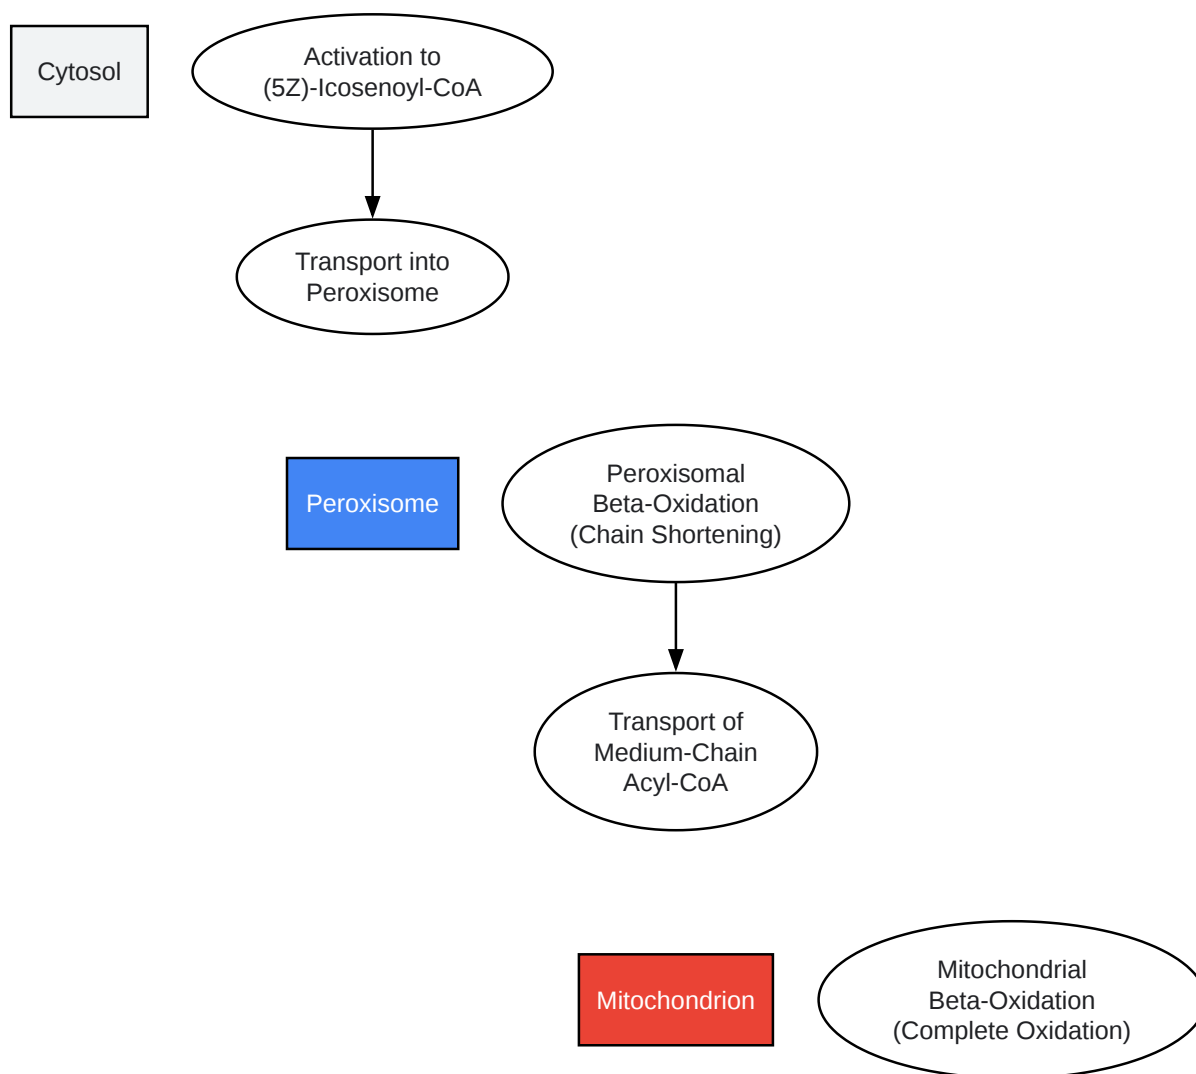 Cytosol
Activation to
(5Z)-Icosenoyl-CoA
Transport into
Peroxisome
Peroxisome
Peroxisomal
Beta-Oxidation
(Chain Shortening)
Transport of
Medium-Chain
Acyl-CoA
Mitochondrion
Mitochondrial
Beta-Oxidation
(Complete Oxidation)